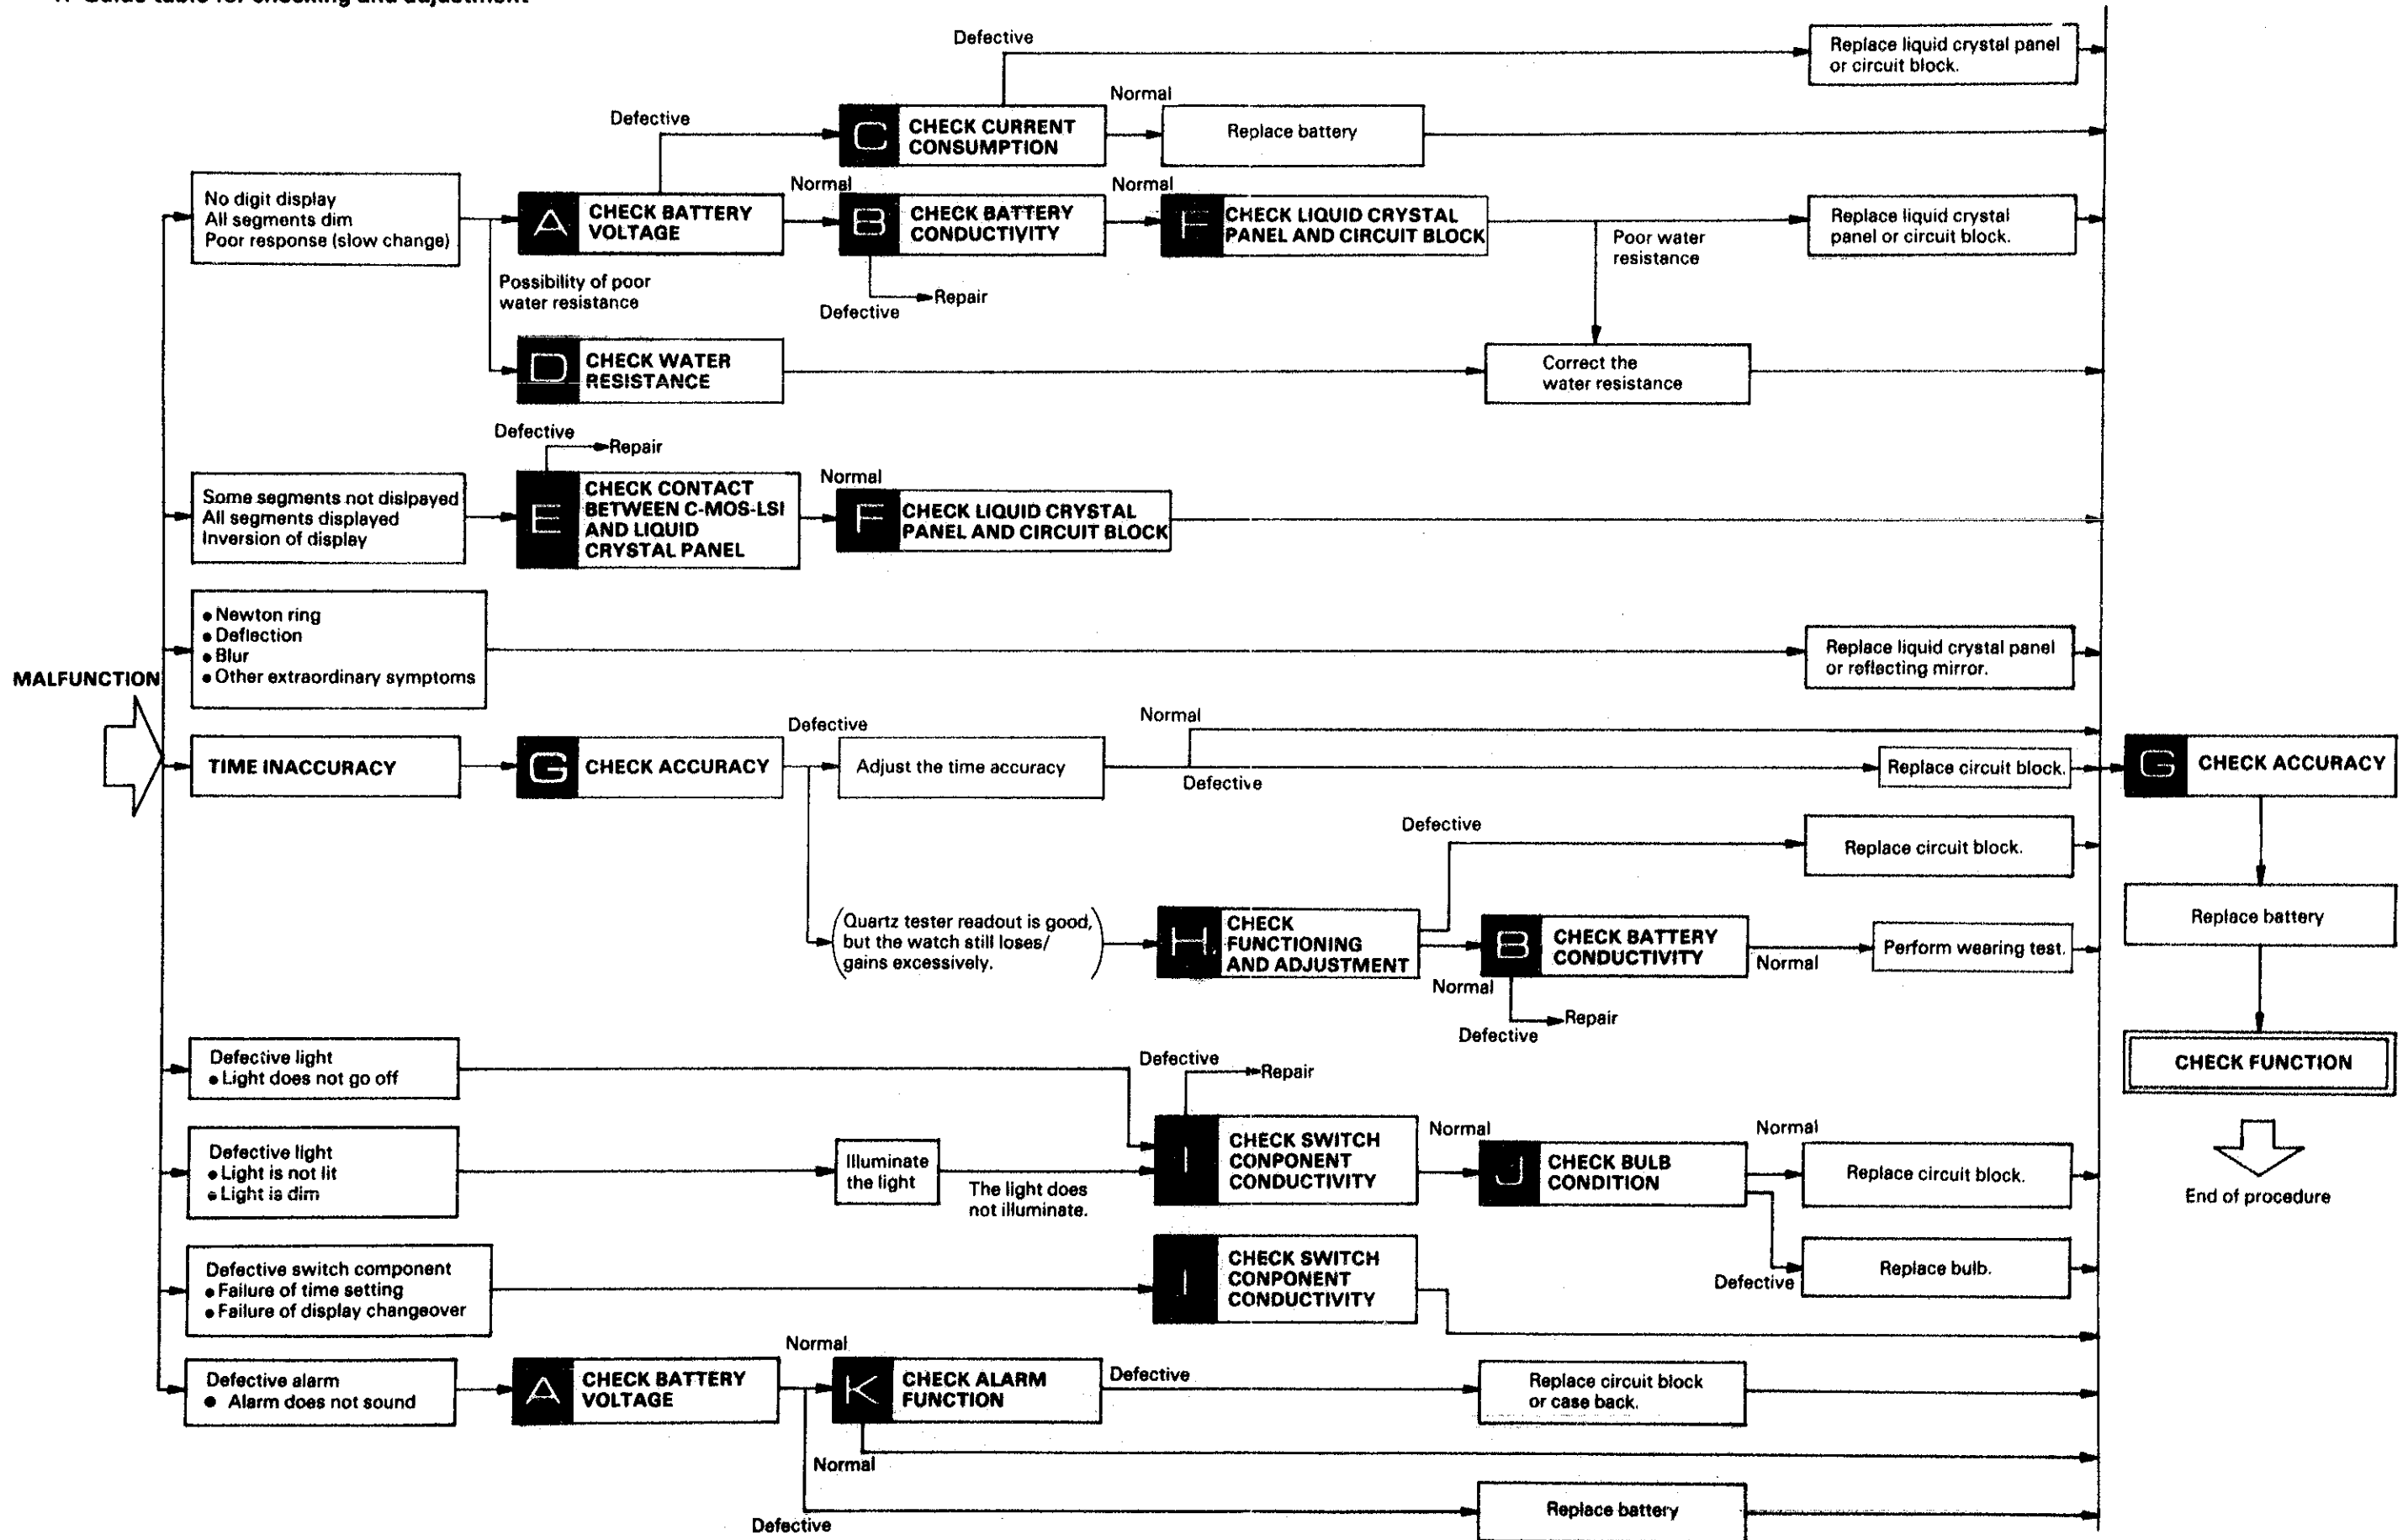 Guide table for checking and adjustment
Defective
Replace liquid crystal panel
or circuit block.
Defective
C
CHECK CURRENT
CONSUMPTION
Normal
Replace battery
No digit display
All segments dim
Poor response (slow change)
A
CHECK BATTERY
VOLTAGE
Normal
B
CHECK BATTERY
CONDUCTIVITY
Normal
F
CHECK LIQUID CRYSTAL
PANEL AND CIRCUIT BLOCK
Poor water
resistance
Replace liquid crystal
panel or circuit block.
Possibility of poor
water resistance
Defective
Repair
D
CHECK WATER
RESISTANCE
Correct the
water resistance
Defective
Repair
Some segments not dislpayed
All segments displayed
Inversion of display
E
CHECK CONTACT
BETWEEN C-MOS-LSI
AND LIQUID
CRYSTAL PANEL
Normal
F
CHECK LIQUID CRYSTAL
PANEL AND CIRCUIT BLOCK
● Newton ring
● Deflection
● Blur
● Other extraordinary symptoms
Replace liquid crystal panel
or reflecting mirror.
MALFUNCTION
TIME INACCURACY
G
CHECK ACCURACY
Defective
Adjust the time accuracy
Normal
Defective
Replace circuit block.
G
CHECK ACCURACY
(Quartz tester readout is good,
but the watch still loses/
gains excessively.)
H
CHECK
FUNCTIONING
AND ADJUSTMENT
Defective
Replace circuit block.
Normal
B
CHECK BATTERY
CONDUCTIVITY
Normal
Perform wearing test.
Defective
Repair
Replace battery
CHECK FUNCTION
End of procedure
Defective light
● Light does not go off
Defective
Repair
Defective light
● Light is not lit
● Light is dim
Illuminate
the light
The light does
not illuminate.
I
CHECK SWITCH
CONPONENT
CONDUCTIVITY
Normal
J
CHECK BULB
CONDITION
Normal
Replace circuit block.
Defective
Replace bulb.
Defective switch component
● Failure of time setting
● Failure of display changeover
I
CHECK SWITCH
CONPONENT
CONDUCTIVITY
Defective alarm
● Alarm does not sound
A
CHECK BATTERY
VOLTAGE
Normal
K
CHECK ALARM
FUNCTION
Defective
Replace circuit block
or case back.
Normal
Defective
Replace battery